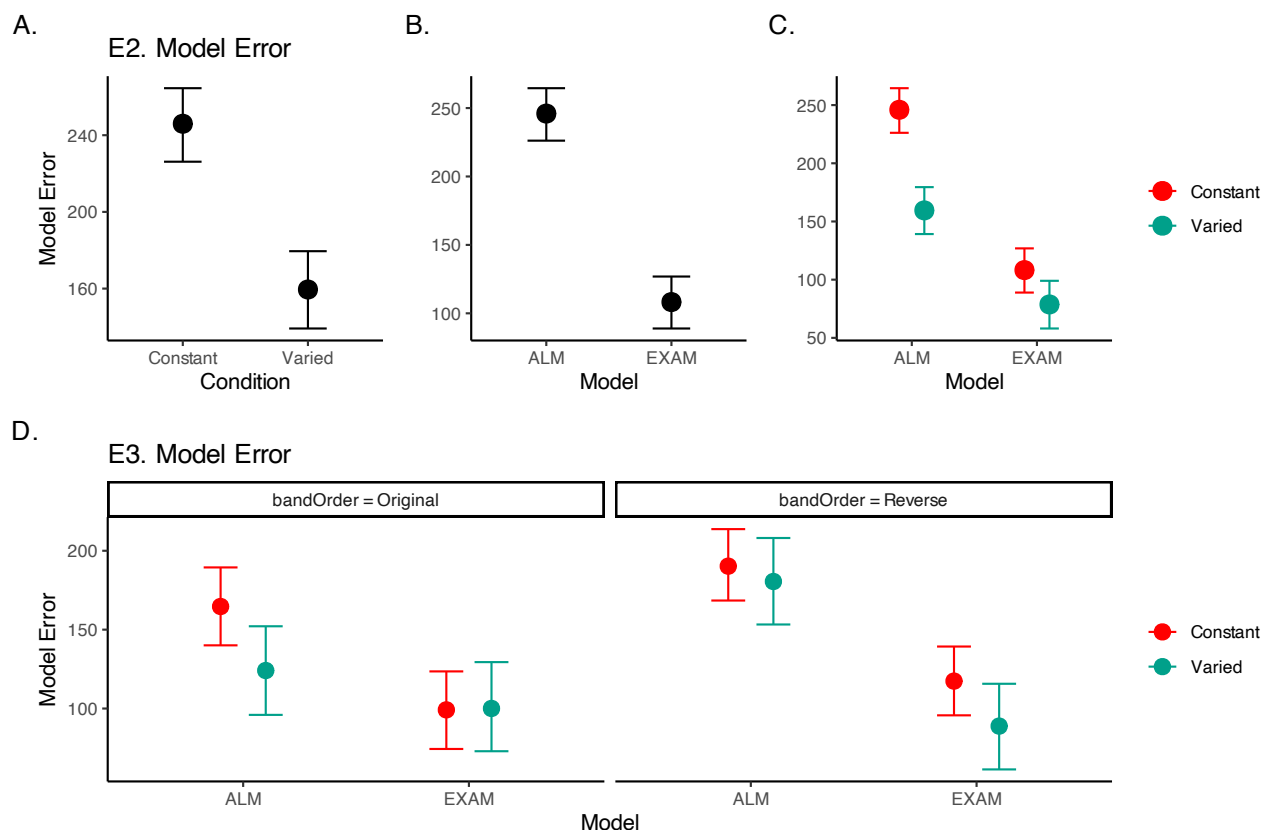 A.
E2. Model Error
Model Error
240
200
160
Constant
Varied
Condition
B.
250
200
150
100
ALM
EXAM
Model
C.
250
200
150
100
50
ALM
EXAM
Model
Constant
Varied
D.
E3. Model Error
bandOrder = Original
bandOrder = Reverse
Model Error
200
150
100
ALM
EXAM
ALM
EXAM
Model
Constant
Varied